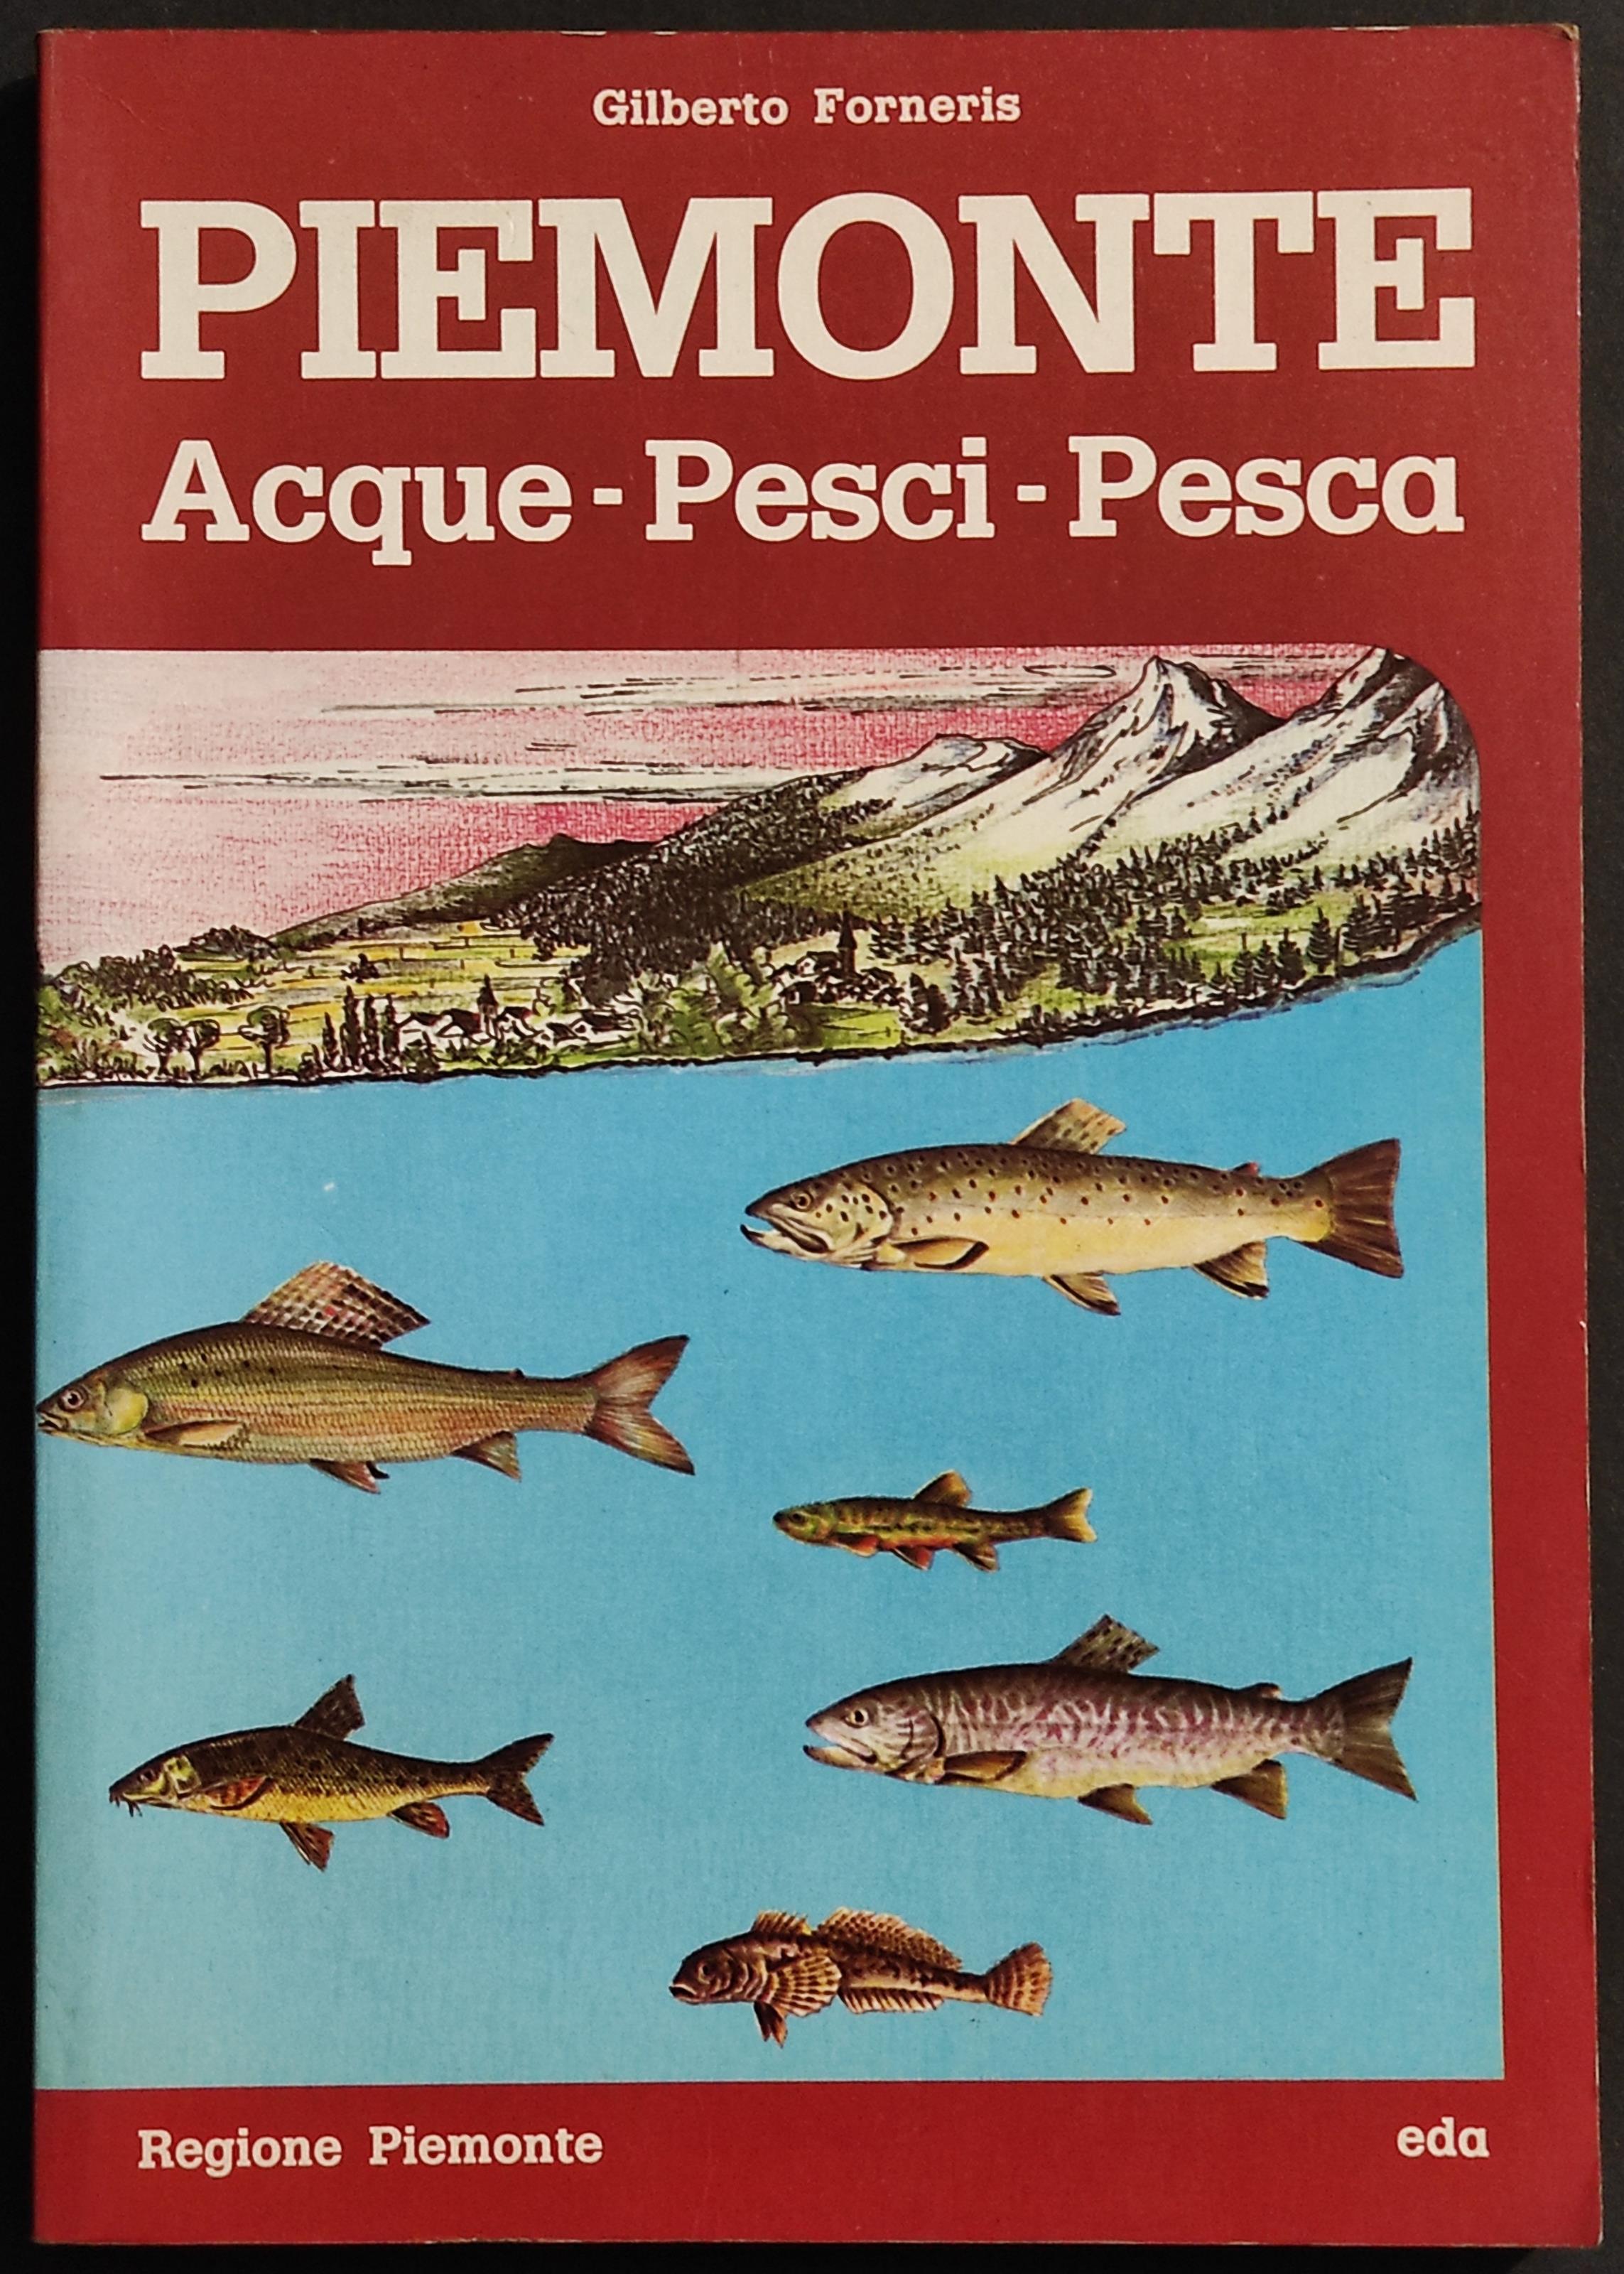 Gilberto Forneris
PIEMONTE
Acque - Pesci - Pesca
Regione Piemonte
eda